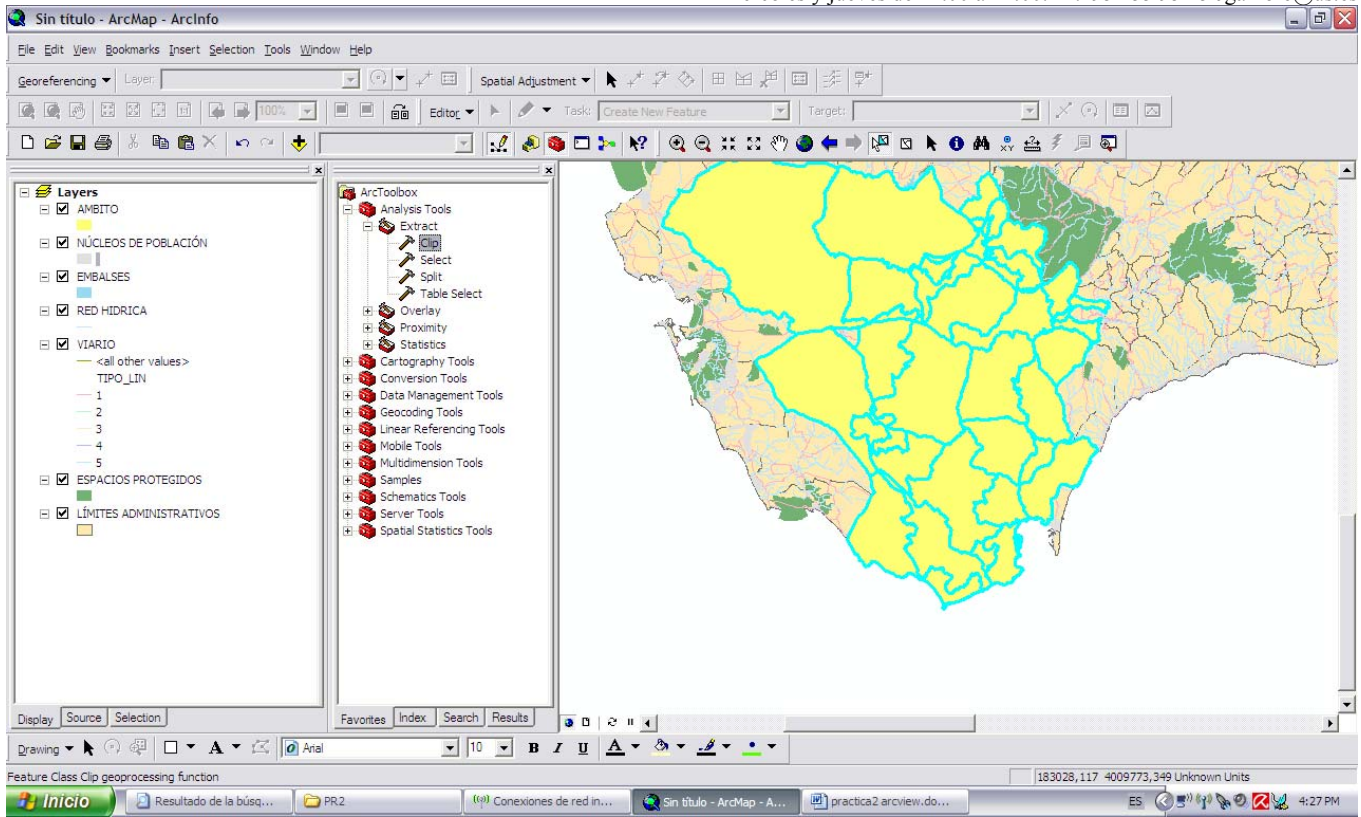 Sin título - ArcMap - ArcInfo
File Edit View Bookmarks Insert Selection Tools Window Help
Georeferencing Layer: Spatial Adjustment
100% Editor Task: Create New Feature Target:
Layers
AMBITO
NÚCLEOS DE POBLACIÓN
EMBALSES
RED HIDRICA
VIARIO
<all other values>
TIPO_LIN
1
2
3
4
5
ESPACIOS PROTEGIDOS
LÍMITES ADMINISTRATIVOS
Display Source Selection
ArcToolbox
Analysis Tools
Extract
Clip
Select
Split
Table Select
Overlay
Proximity
Statistics
Cartography Tools
Conversion Tools
Data Management Tools
Geocoding Tools
Linear Referencing Tools
Mobile Tools
Multidimension Tools
Samples
Schematics Tools
Server Tools
Spatial Statistics Tools
Favorites Index Search Results
Drawing A Arial 10 B I U A
Feature Class Clip geoprocessing function 183028,117 4009773,349 Unknown Units
Inicio Resultado de la búsq... PR2 Conexiones de red in... Sin título - ArcMap - A... practica2 arcview.do... ES 4:27 PM